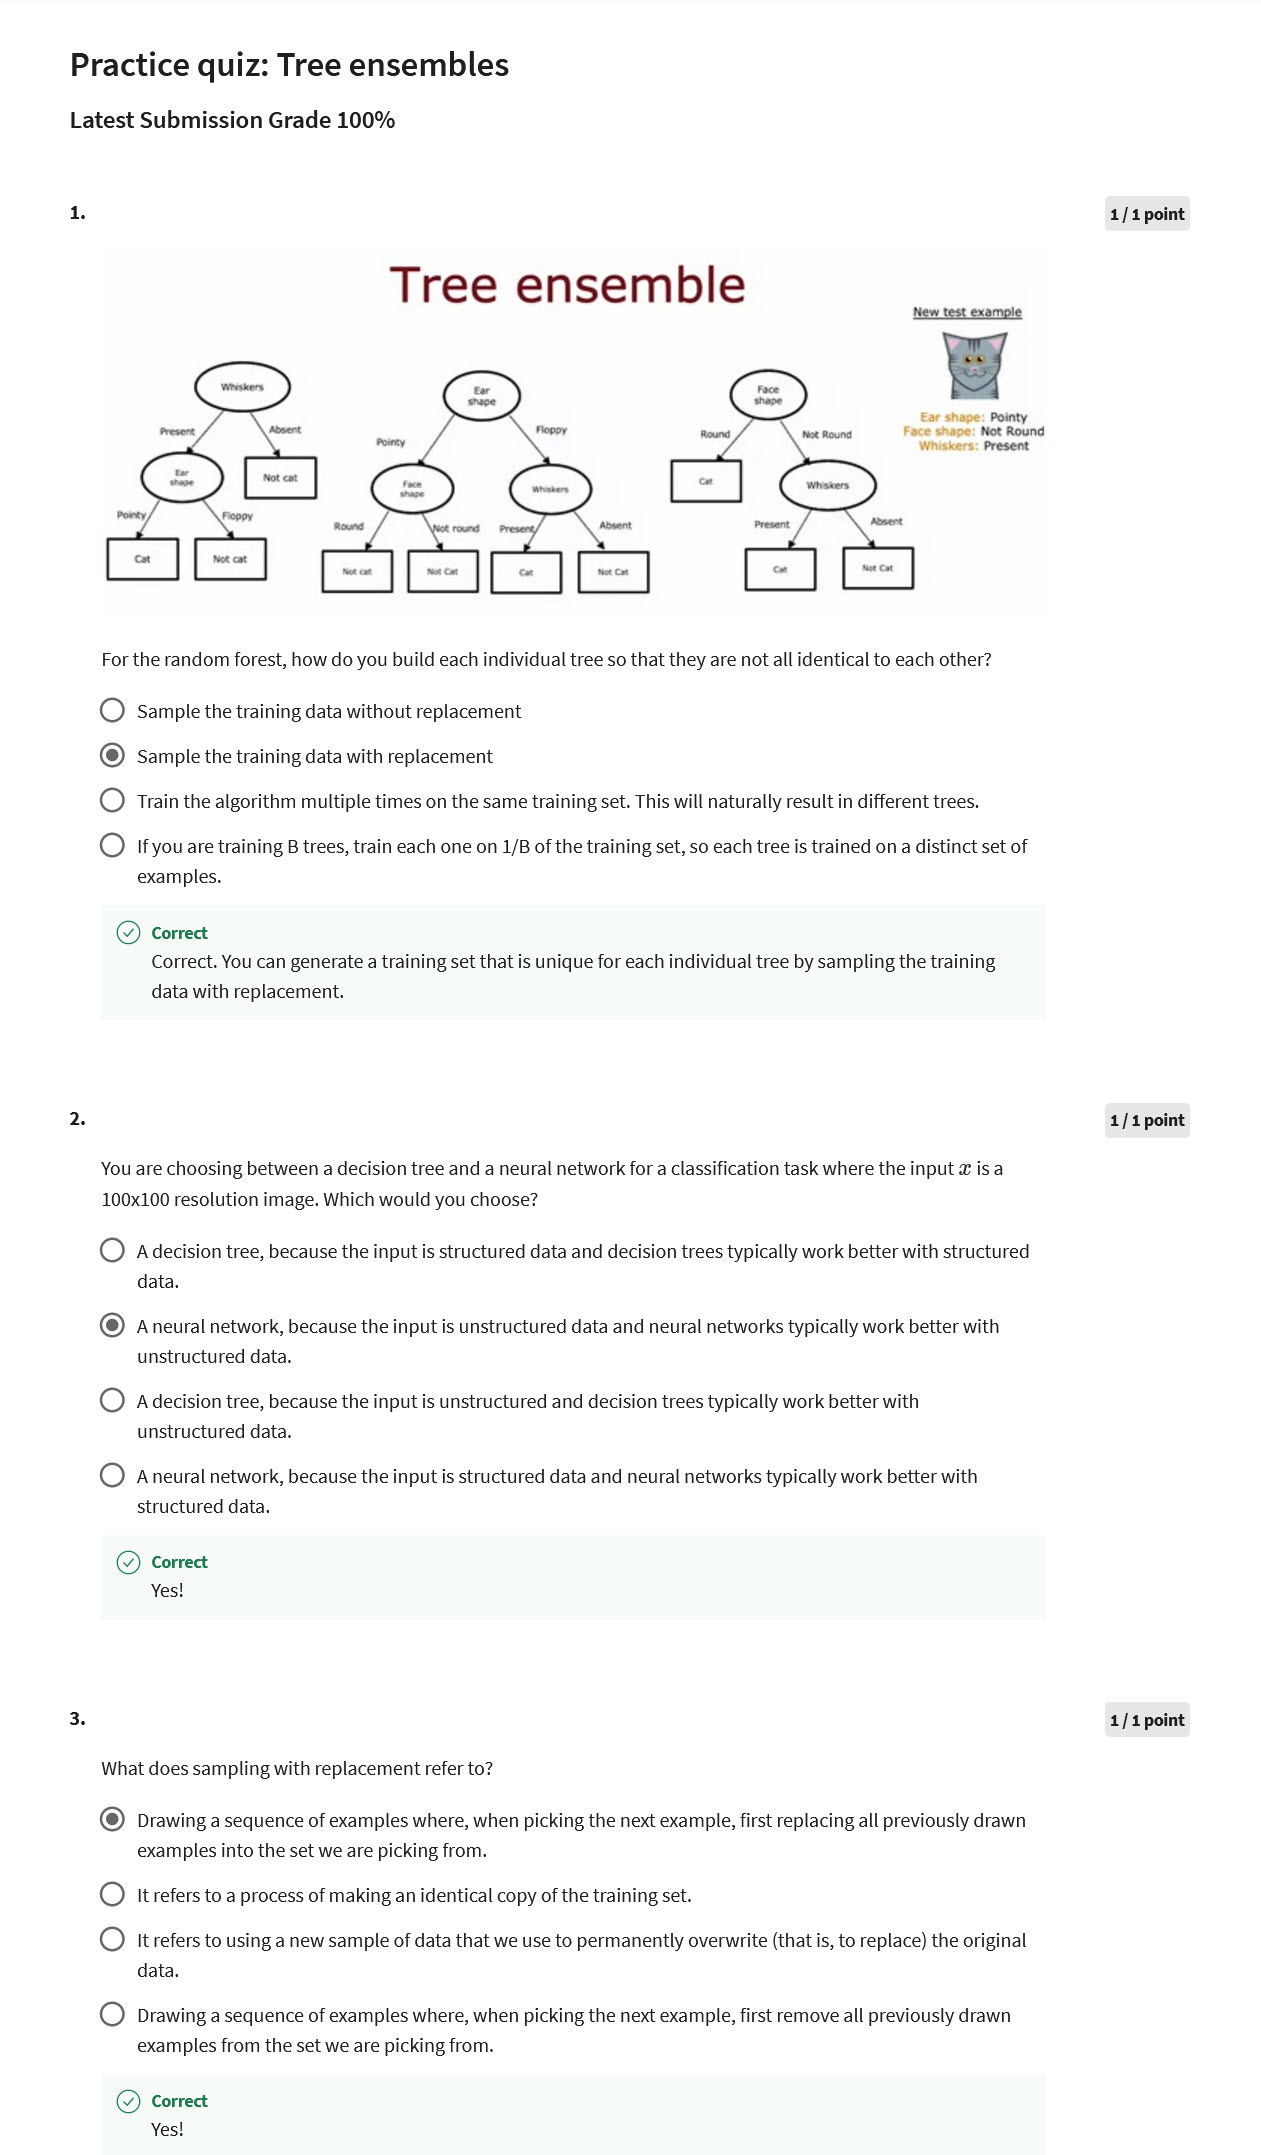 Practice quiz: Tree ensembles
Latest Submission Grade 100%
1.
1 / 1 point
Tree ensemble
New test example
Ear shape: Pointy
Face shape: Not Round
Whiskers: Present
Whiskers
Present
Absent
Ear
shape
Not cat
Pointy
Floppy
Cat
Not cat
Ear
shape
Pointy
Floppy
Face
shape
Whiskers
Round
Not round
Present
Absent
Not cat
Not Cat
Cat
Not Cat
Face
shape
Round
Not Round
Cat
Whiskers
Present
Absent
Cat
Not Cat
For the random forest, how do you build each individual tree so that they are not all identical to each other?
Sample the training data without replacement
Sample the training data with replacement
Train the algorithm multiple times on the same training set. This will naturally result in different trees.
If you are training B trees, train each one on 1/B of the training set, so each tree is trained on a distinct set of
examples.
Correct
Correct. You can generate a training set that is unique for each individual tree by sampling the training
data with replacement.
2.
1 / 1 point
You are choosing between a decision tree and a neural network for a classification task where the input x is a
100x100 resolution image. Which would you choose?
A decision tree, because the input is structured data and decision trees typically work better with structured
data.
A neural network, because the input is unstructured data and neural networks typically work better with
unstructured data.
A decision tree, because the input is unstructured and decision trees typically work better with
unstructured data.
A neural network, because the input is structured data and neural networks typically work better with
structured data.
Correct
Yes!
3.
1 / 1 point
What does sampling with replacement refer to?
Drawing a sequence of examples where, when picking the next example, first replacing all previously drawn
examples into the set we are picking from.
It refers to a process of making an identical copy of the training set.
It refers to using a new sample of data that we use to permanently overwrite (that is, to replace) the original
data.
Drawing a sequence of examples where, when picking the next example, first remove all previously drawn
examples from the set we are picking from.
Correct
Yes!